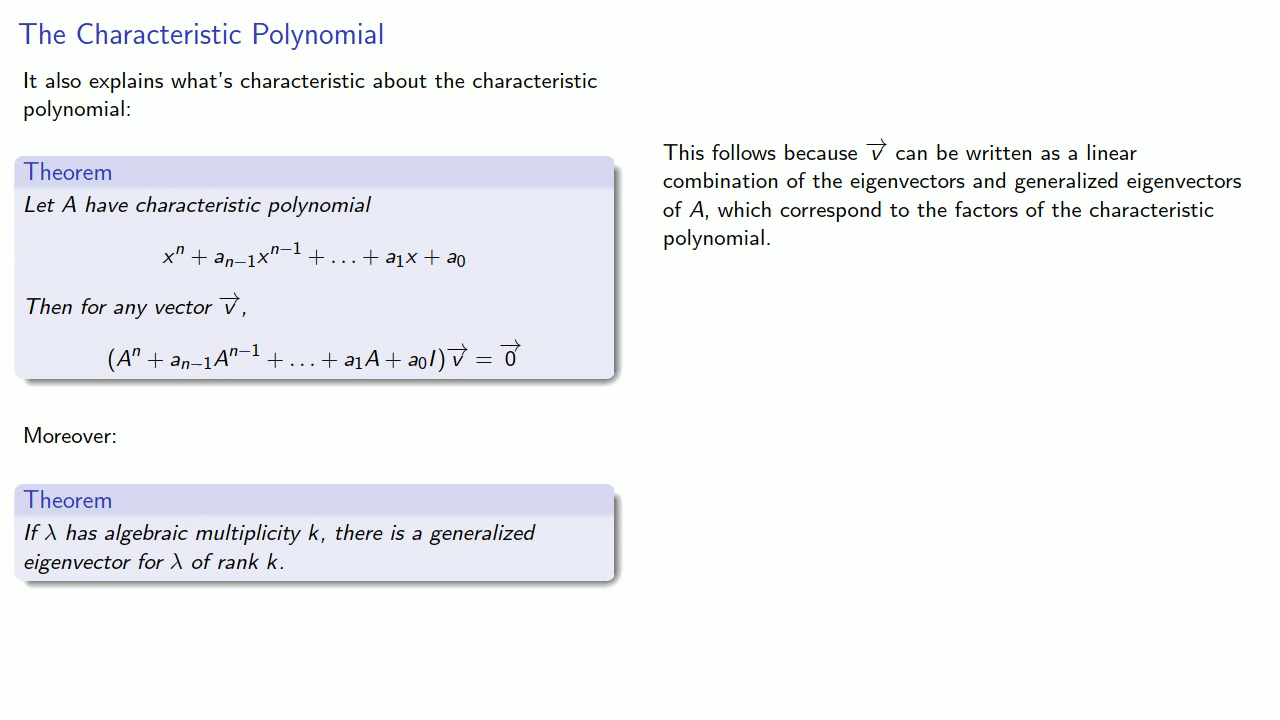 The Characteristic Polynomial
It also explains what's characteristic about the characteristic
polynomial:
Theorem
Let A have characteristic polynomial
xⁿ + aₙ₋₁xⁿ⁻¹ + … + a₁x + a₀
Then for any vector v⃗,
(Aⁿ + aₙ₋₁Aⁿ⁻¹ + … + a₁A + a₀I)v⃗ = 0⃗
Moreover:
Theorem
If λ has algebraic multiplicity k, there is a generalized
eigenvector for λ of rank k.
This follows because v⃗ can be written as a linear
combination of the eigenvectors and generalized eigenvectors
of A, which correspond to the factors of the characteristic
polynomial.